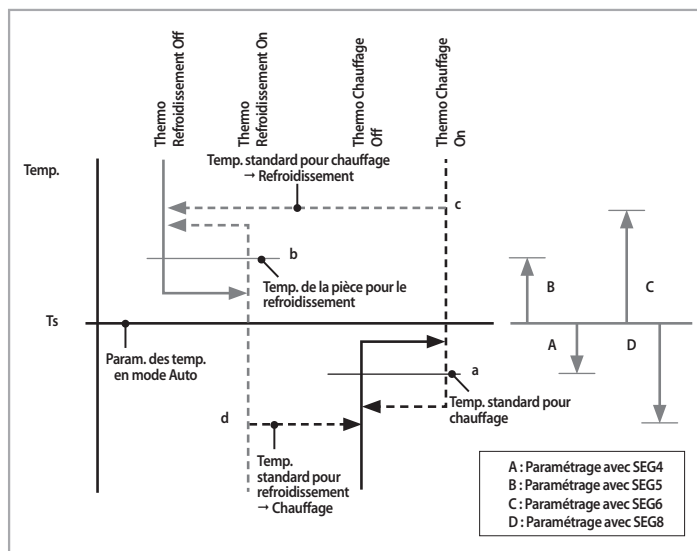 Thermo
Refroidissement Off
Thermo
Refroidissement On
Thermo Chauffage
Off
Thermo Chauffage
On
Temp.
Temp. standard pour chauffage
→ Refroidissement
c
b
Temp. de la pièce pour le
refroidissement
B
C
Ts
Param. des temp.
en mode Auto
A
D
a
Temp. standard pour
chauffage
d
Temp.
standard pour
refroidissement
→ Chauffage
A : Paramétrage avec SEG4
B : Paramétrage avec SEG5
C : Paramétrage avec SEG6
D : Paramétrage avec SEG8